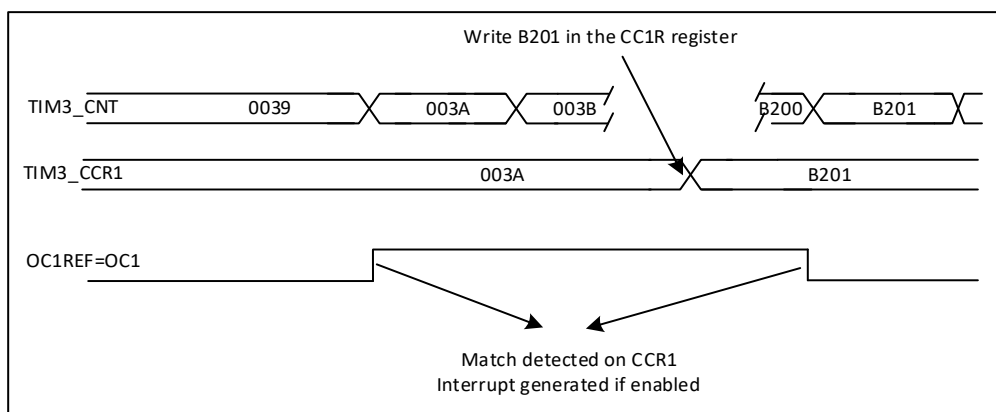 Write B201 in the CC1R register
TIM3_CNT 0039 003A 003B B200 B201
TIM3_CCR1 003A B201
OC1REF=OC1
Match detected on CCR1
Interrupt generated if enabled